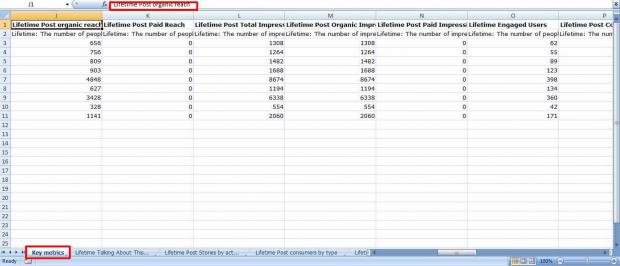 J1 Lifetime Post organic reach
J K L M N O P
1 Lifetime Post organic reach Lifetime Post Paid Reach Lifetime Post Total Impress Lifetime Post Organic Impr Lifetime Post Paid Impressi Lifetime Engaged Users Lifetime Post Co
2 Lifetime: The number of peopl Lifetime: The number of peopl Lifetime: The number of impre Lifetime: The number of impre Lifetime: The number of impre Lifetime: The number of peopl Lifetime: The num
3 656 0 1308 1308 0 62
4 756 0 1264 1264 0 55
5 809 0 1482 1482 0 89
6 903 0 1688 1688 0 123
7 4848 0 8674 8674 0 398
8 627 0 1194 1194 0 134
9 3428 0 6338 6338 0 360
10 328 0 554 554 0 42
11 1141 0 2060 2060 0 171
12
13
14
15
16
17
18
19
20
21
22
23
24
25
Key metrics Lifetime Talking About This... Lifetime Post Stories by act... Lifetime Post consumers by type Lifeti
Ready 100%